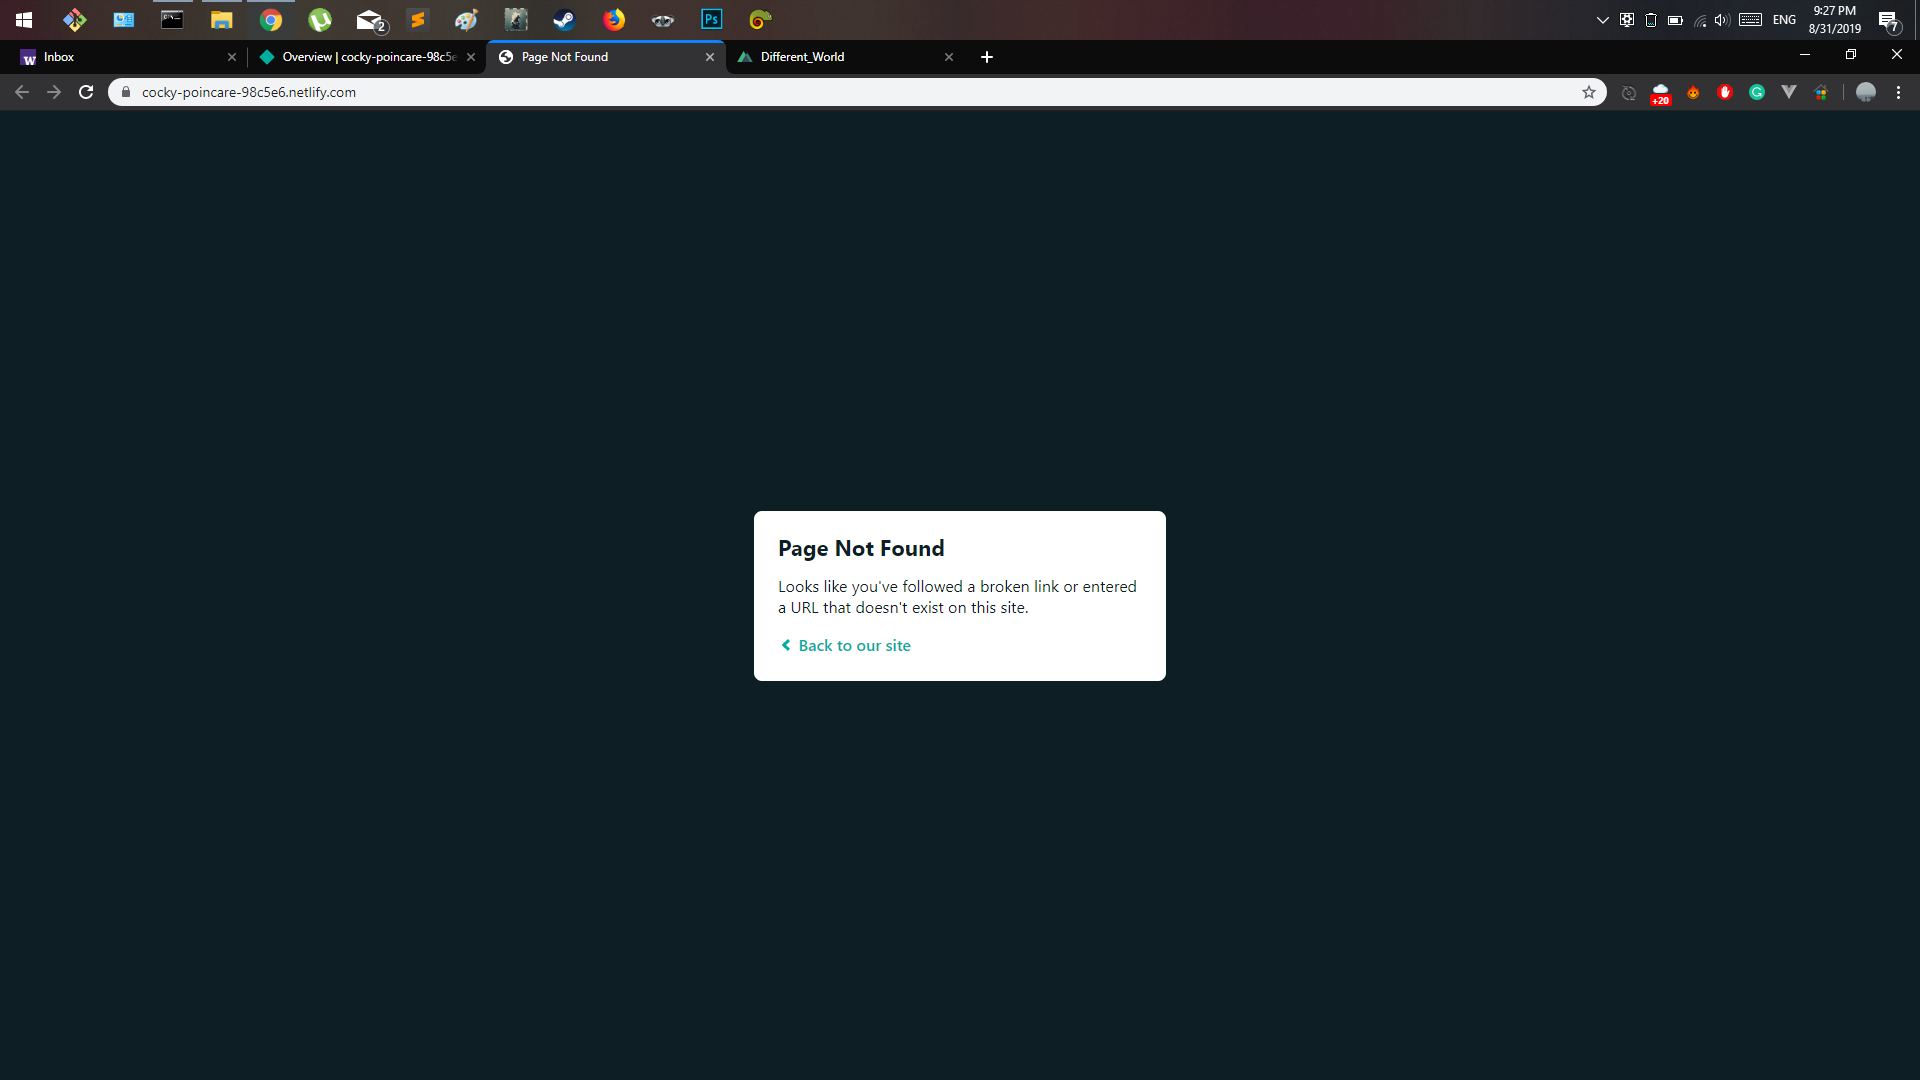 2
ENG
9:27 PM
8/31/2019
7
Inbox
Overview | cocky-poincare-98c5e
Page Not Found
Different_World
cocky-poincare-98c5e6.netlify.com
+20
Ps
Page Not Found
Looks like you've followed a broken link or entered
a URL that doesn't exist on this site.
Back to our site